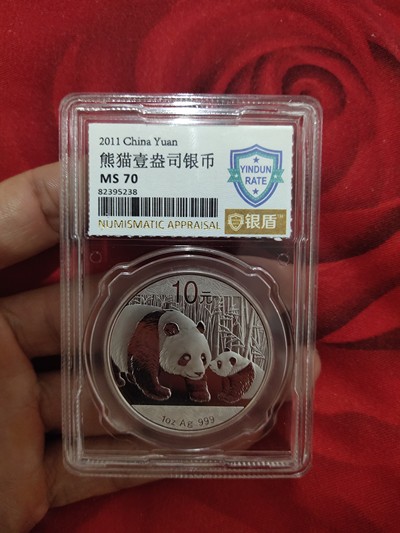 2011 China Yuan
熊猫壹盎司银币
MS 70
82395238
YINDUN
RATE
NUMISMATIC APPRAISAL
银盾
10元
1oz Ag 999